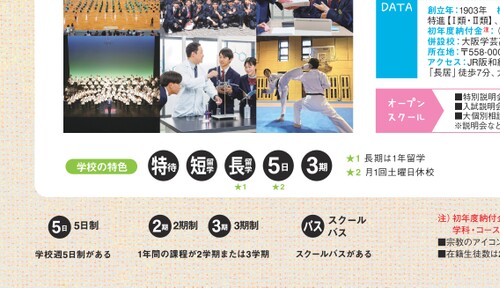 DATA
創立年：1903年
特進【Ⅰ類・Ⅱ類】、
初年度納付金注：
併設校：大阪学芸
所在地：〒558-000
アクセス：JR阪和
「長居」徒歩7分、
オープン
スクール
■特別説明会
■入試説明会
■大個別相談
※説明会など
学校の特色
特待
短留学
長留学
5日
3期
★1
★2
★1 長期は1年留学
★2 月1回土曜日休校
5日 5日制
学校週5日制がある
2期 2期制
3期 3期制
1年間の課程が2学期または3学期
バス スクール
バス
スクールバスがある
注）初年度納付金
学科・コース
■宗教のアイコン
■在籍生徒数は